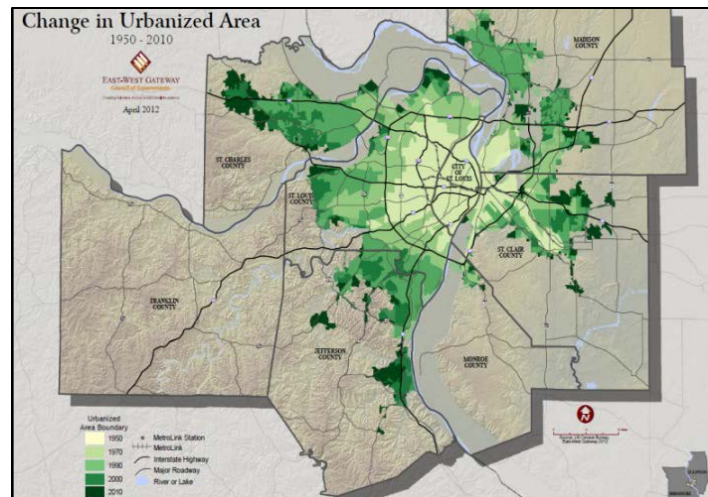 Change in Urbanized Area
1950 - 2010
EAST-WEST GATEWAY
Council of Governments
April 2012
MADISON
COUNTY
ST. CHARLES
COUNTY
CITY
OF
ST. LOUIS
ST. LOUIS
COUNTY
ST. CLAIR
COUNTY
FRANKLIN
COUNTY
JEFFERSON
COUNTY
MONROE
COUNTY
Urbanized
Area Boundary
1950
1970
1990
2000
2010
MetroLink Station
MetroLink
Interstate Highway
Major Roadway
River or Lake